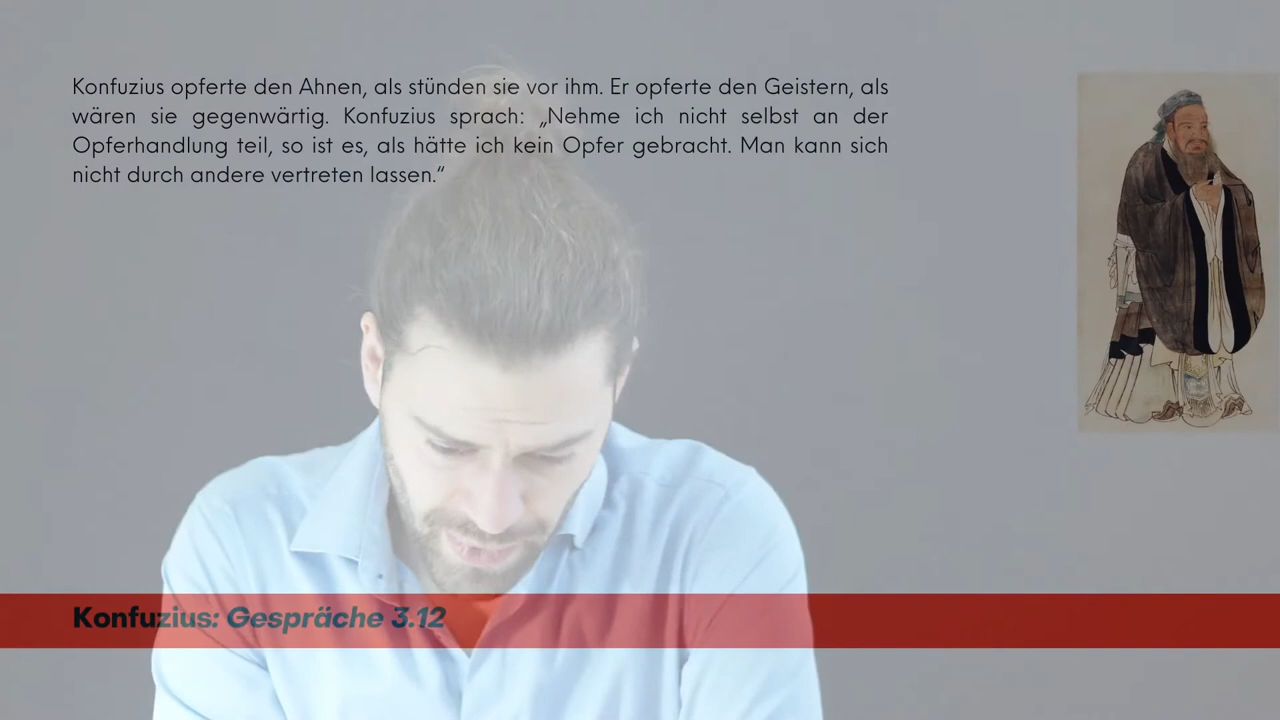 Konfuzius opferte den Ahnen, als stünden sie vor ihm. Er opferte den Geistern, als
wären sie gegenwärtig. Konfuzius sprach: „Nehme ich nicht selbst an der
Opferhandlung teil, so ist es, als hätte ich kein Opfer gebracht. Man kann sich
nicht durch andere vertreten lassen.“
Konfuzius: Gespräche 3.12